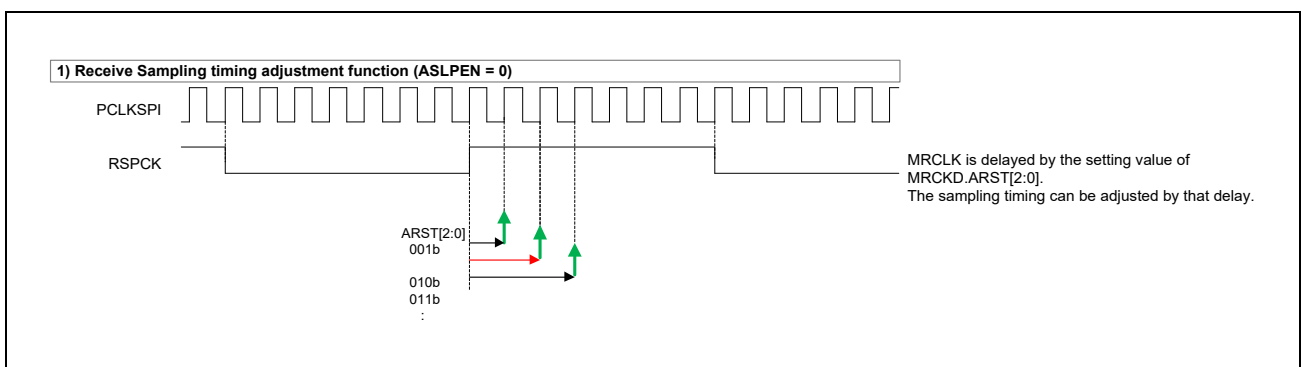 1) Receive Sampling timing adjustment function (ASLPEN = 0)
PCLKSPI
RSPCK
MRCLK is delayed by the setting value of
MRCKD.ARST[2:0].
The sampling timing can be adjusted by that delay.
ARST[2:0]
001b
010b
011b
: